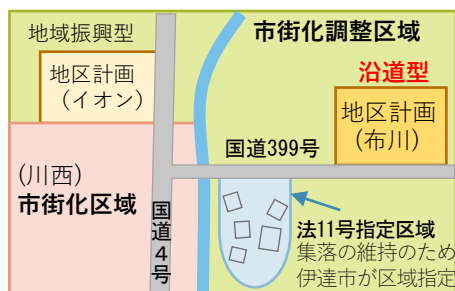 地域振興型
地区計画
(イオン)
市街化調整区域
沿道型
地区計画
(布川)
国道399号
(川西)
市街化区域
国道4号
法11号指定区域
集落の維持のため
伊達市が区域指定